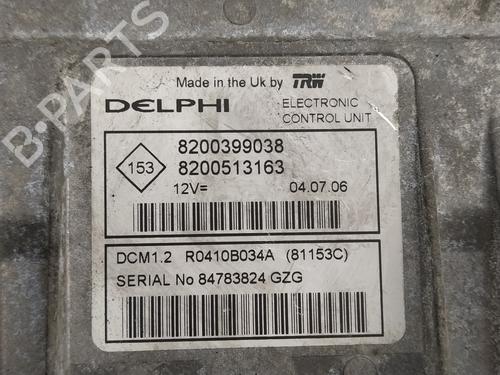 Made in the Uk by TRW
DELPHI
ELECTRONIC
CONTROL UNIT
153
8200399038
8200513163
12V=
04.07.06
DCM1.2 R0410B034A (81153C)
SERIAL No 84783824 GZG
B-PARTS